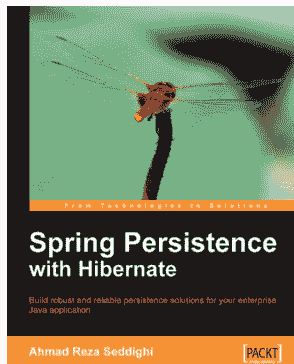 From Technologies to Solutions
Spring Persistence
with Hibernate
Build robust and reliable persistence solutions for your enterprise
Java application
Ahmad Reza Seddighi
[PACKT]